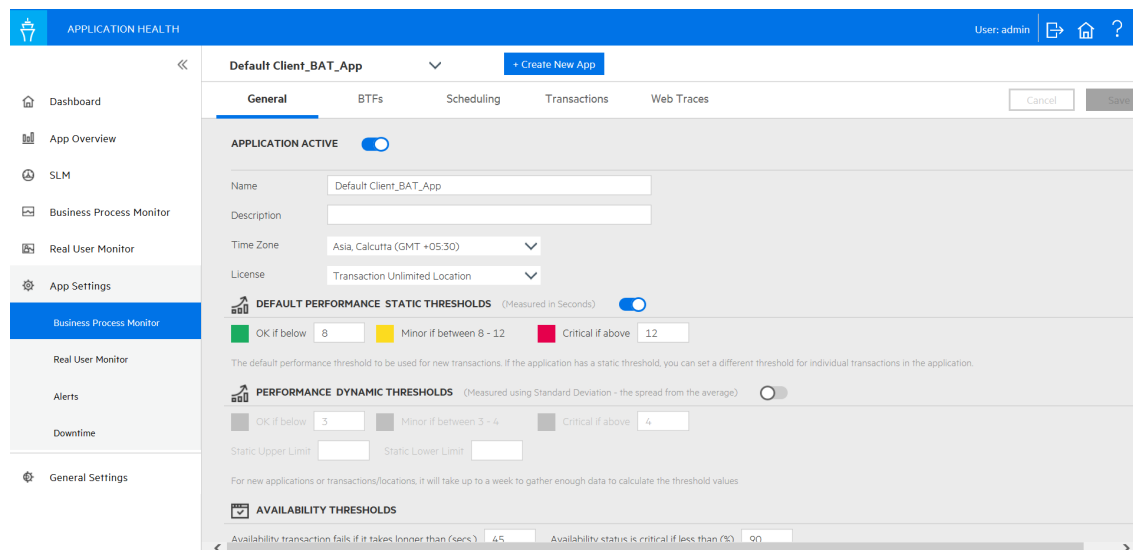 APPLICATION HEALTH
User: admin
?
Default Client_BAT_App
+ Create New App
General BTFs Scheduling Transactions Web Traces
Cancel Save
Dashboard
App Overview
SLM
Business Process Monitor
Real User Monitor
App Settings
Business Process Monitor
Real User Monitor
Alerts
Downtime
General Settings
APPLICATION ACTIVE
Name Default Client_BAT_App
Description
Time Zone Asia, Calcutta (GMT +05:30)
License Transaction Unlimited Location
DEFAULT PERFORMANCE STATIC THRESHOLDS (Measured in Seconds)
OK if below 8 Minor if between 8 - 12 Critical if above 12
The default performance threshold to be used for new transactions. If the application has a static threshold, you can set a different threshold for individual transactions in the application.
PERFORMANCE DYNAMIC THRESHOLDS (Measured using Standard Deviation - the spread from the average)
OK if below 3 Minor if between 3 - 4 Critical if above 4
Static Upper Limit Static Lower Limit
For new applications or transactions/locations, it will take up to a week to gather enough data to calculate the threshold values
AVAILABILITY THRESHOLDS
Availability transaction fails if it takes longer than (secs.) 45 Availability status is critical if less than (%) 90